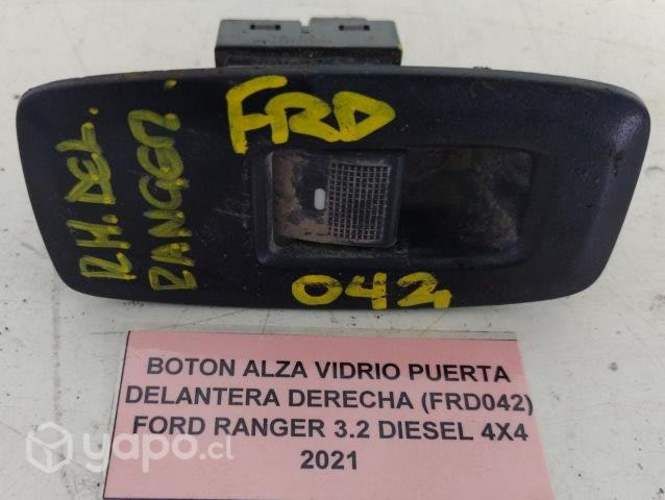 FRD
RH. DEL.
RANGER.
042
BOTON ALZA VIDRIO PUERTA
DELANTERA DERECHA (FRD042)
FORD RANGER 3.2 DIESEL 4X4
2021
yapo.cl